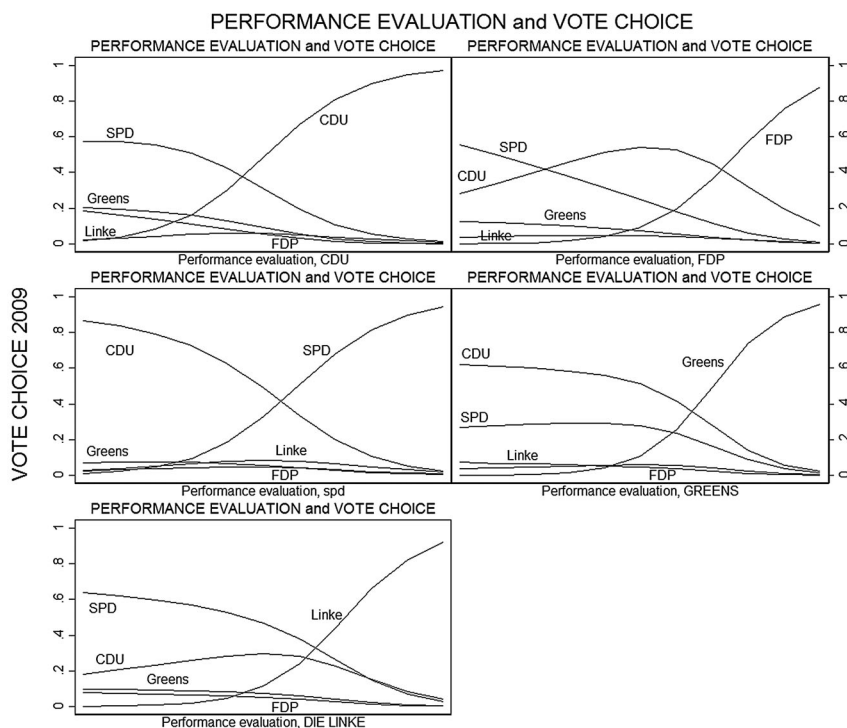 PERFORMANCE EVALUATION and VOTE CHOICE
VOTE CHOICE 2009
PERFORMANCE EVALUATION and VOTE CHOICE
1
.8
.6
.4
.2
0
SPD
CDU
Greens
Linke
FDP
Performance evaluation, CDU
PERFORMANCE EVALUATION and VOTE CHOICE
SPD
FDP
CDU
Greens
Linke
1
.8
.6
.4
.2
0
Performance evaluation, FDP
PERFORMANCE EVALUATION and VOTE CHOICE
1
.8
.6
.4
.2
0
CDU
SPD
Greens
Linke
FDP
Performance evaluation, spd
PERFORMANCE EVALUATION and VOTE CHOICE
CDU
Greens
SPD
Linke
FDP
1
.8
.6
.4
.2
0
Performance evaluation, GREENS
PERFORMANCE EVALUATION and VOTE CHOICE
1
.8
.6
.4
.2
0
SPD
Linke
CDU
Greens
FDP
Performance evaluation, DIE LINKE